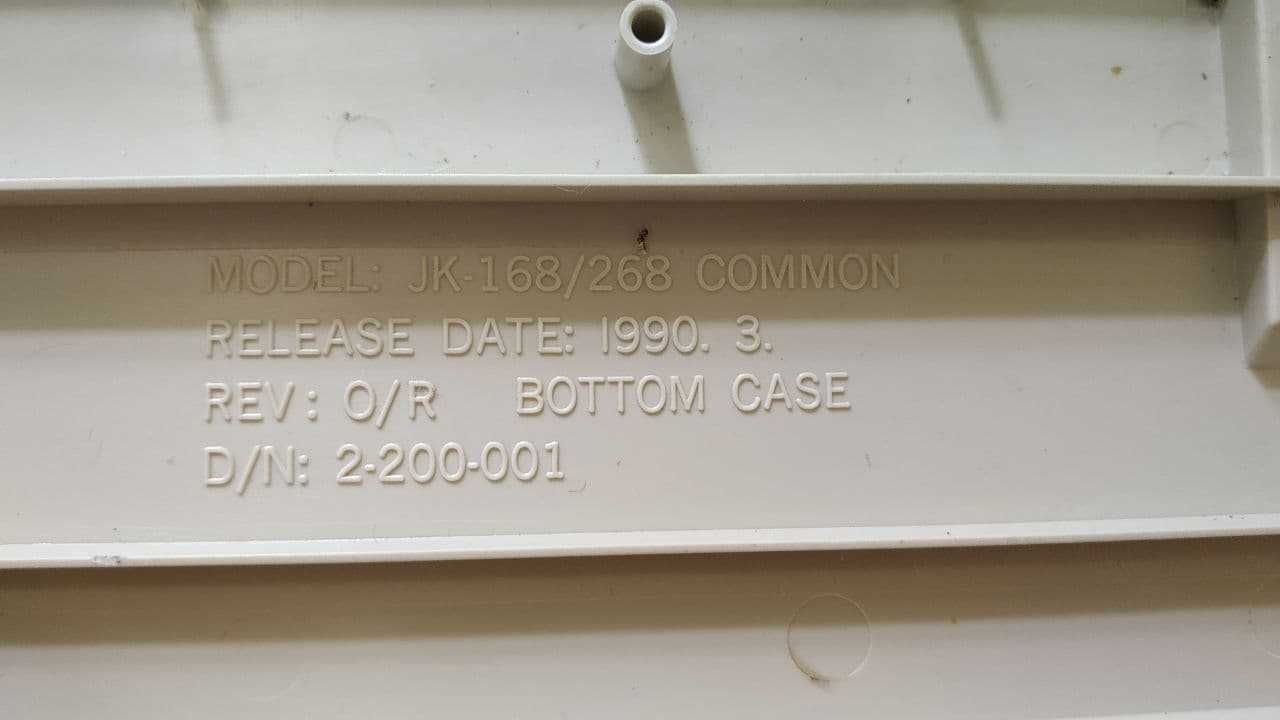 MODEL: JK-168/268 COMMON
RELEASE DATE: 1990. 3.
REV: O/R BOTTOM CASE
D/N: 2-200-001